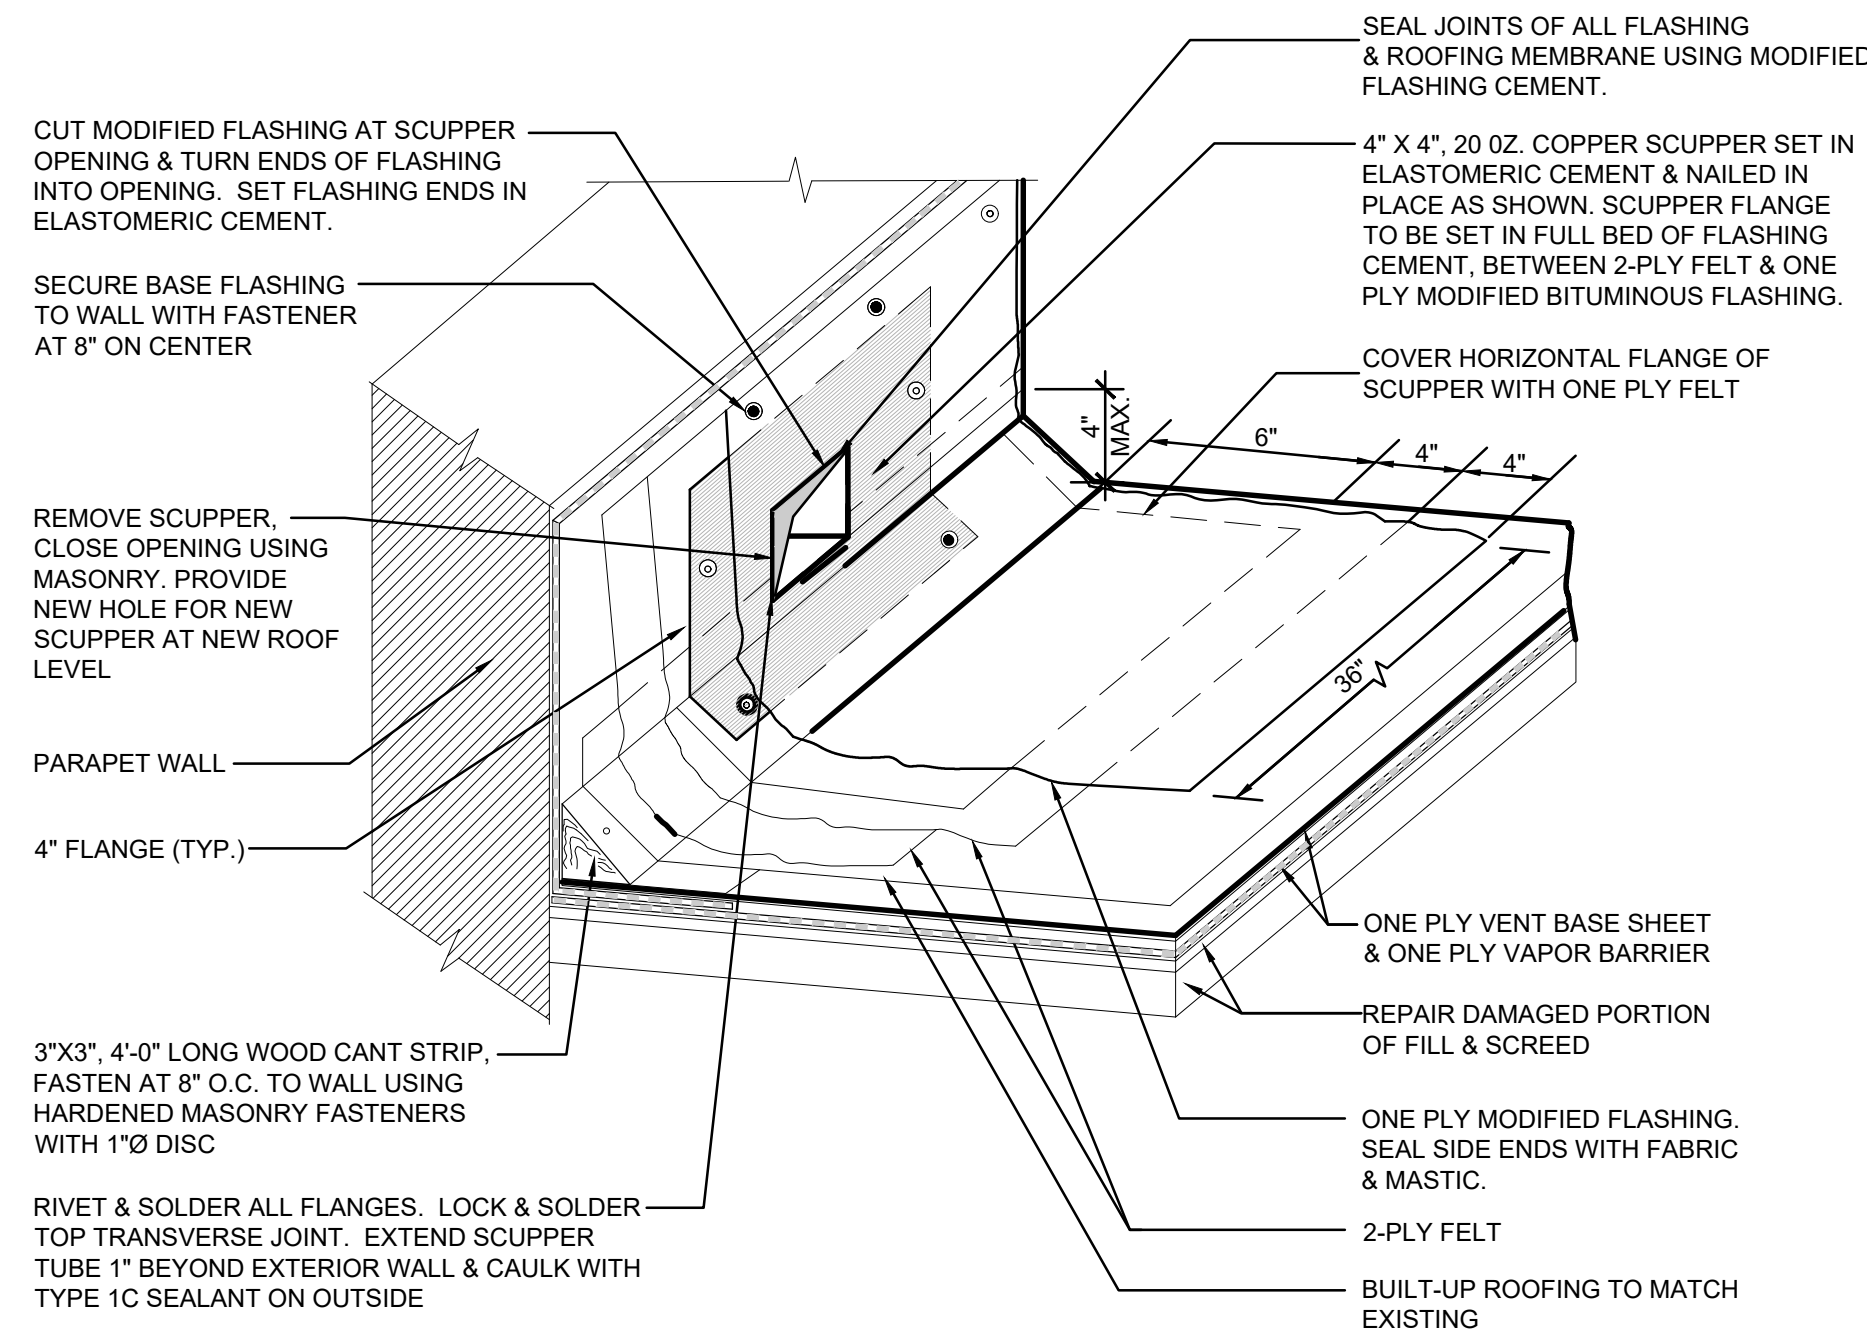 CUT MODIFIED FLASHING AT SCUPPER
OPENING & TURN ENDS OF FLASHING
INTO OPENING. SET FLASHING ENDS IN
ELASTOMERIC CEMENT.
SECURE BASE FLASHING
TO WALL WITH FASTENER
AT 8" ON CENTER
REMOVE SCUPPER,
CLOSE OPENING USING
MASONRY. PROVIDE
NEW HOLE FOR NEW
SCUPPER AT NEW ROOF
LEVEL
PARAPET WALL
4" FLANGE (TYP.)
3"X3", 4'-0" LONG WOOD CANT STRIP,
FASTEN AT 8" O.C. TO WALL USING
HARDENED MASONRY FASTENERS
WITH 1"Ø DISC
RIVET & SOLDER ALL FLANGES. LOCK & SOLDER
TOP TRANSVERSE JOINT. EXTEND SCUPPER
TUBE 1" BEYOND EXTERIOR WALL & CAULK WITH
TYPE 1C SEALANT ON OUTSIDE
4"
MAX.
6"
4"
4"
36"
SEAL JOINTS OF ALL FLASHING
& ROOFING MEMBRANE USING MODIFIED
FLASHING CEMENT.
4" X 4", 20 0Z. COPPER SCUPPER SET IN
ELASTOMERIC CEMENT & NAILED IN
PLACE AS SHOWN. SCUPPER FLANGE
TO BE SET IN FULL BED OF FLASHING
CEMENT, BETWEEN 2-PLY FELT & ONE
PLY MODIFIED BITUMINOUS FLASHING.
COVER HORIZONTAL FLANGE OF
SCUPPER WITH ONE PLY FELT
ONE PLY VENT BASE SHEET
& ONE PLY VAPOR BARRIER
REPAIR DAMAGED PORTION
OF FILL & SCREED
ONE PLY MODIFIED FLASHING.
SEAL SIDE ENDS WITH FABRIC
& MASTIC.
2-PLY FELT
BUILT-UP ROOFING TO MATCH
EXISTING